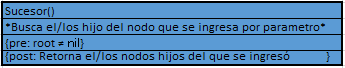 Sucesor()
*Busca el/los hijo del nodo que se ingresa por parametro*
{pre: root ≠ nil}
{post: Retorna el/los nodos hijos del que se ingresó }